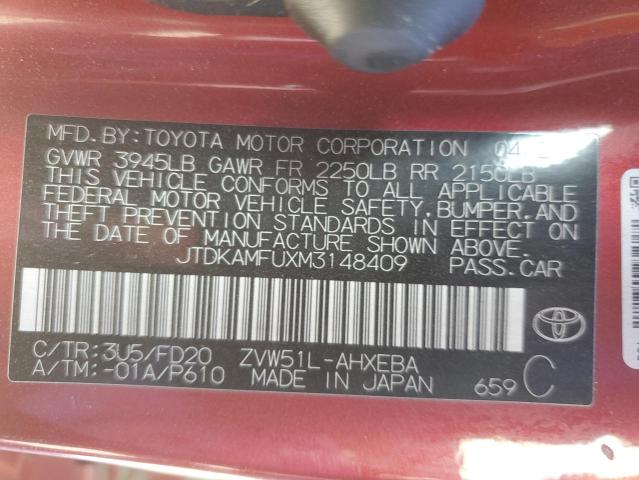 MFD. BY: TOYOTA MOTOR CORPORATION
GVWR 3945LB GAWR FR 2250LB RR 2150LB
THIS VEHICLE CONFORMS TO ALL APPLICABLE
FEDERAL MOTOR VEHICLE SAFETY, BUMPER, AND
THEFT PREVENTION STANDARDS IN EFFECT ON
THE DATE OF MANUFACTURE SHOWN ABOVE.
JTDKAMFUXM3148409 PASS. CAR
C/TR: 3U5/FD20 ZVW51L-AHXEBA
A/TM: -01A/P610 MADE IN JAPAN 659 C